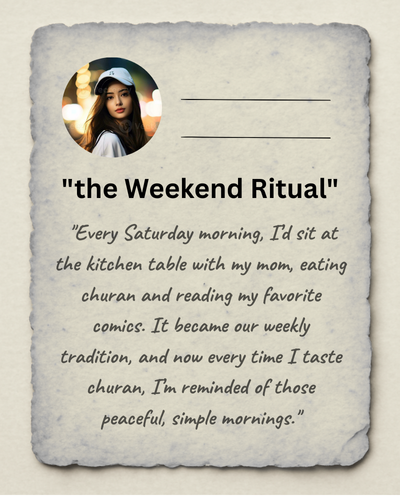 "the Weekend Ritual"
"Every Saturday morning, I'd sit at
the kitchen table with my mom, eating
churan and reading my favorite
comics. It became our weekly
tradition, and now every time I taste
churan, I'm reminded of those
peaceful, simple mornings."